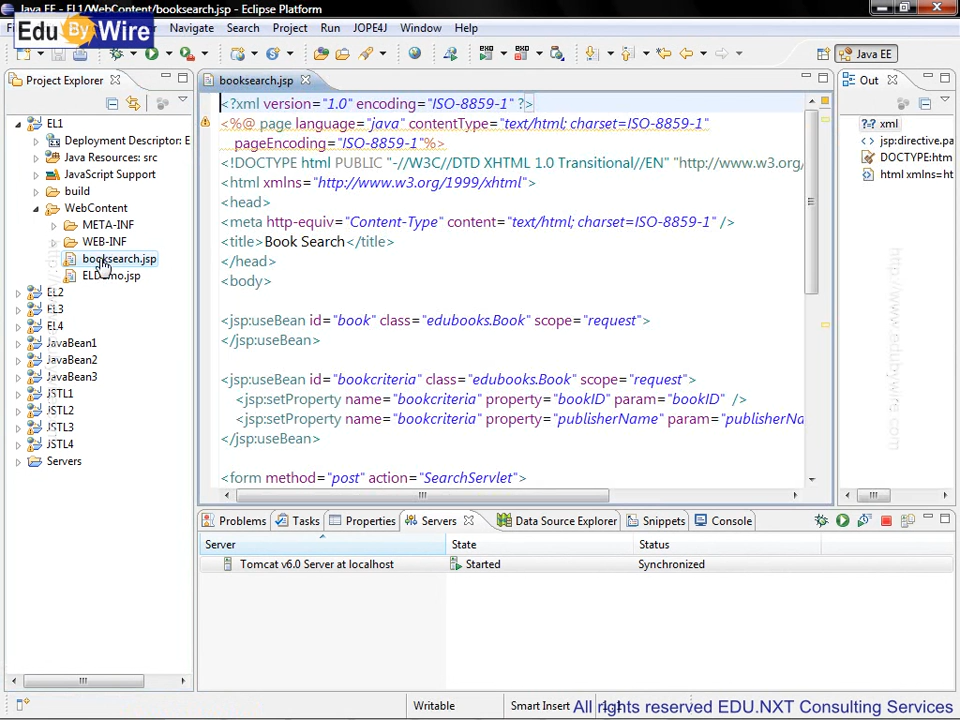 Java EE - EL1/WebContent/booksearch.jsp - Eclipse Platform
Edu By Wire
Navigate Search Project Run JOPE4J Window Help
Java EE
Project Explorer
booksearch.jsp
Out
EL1
Deployment Descriptor: E
Java Resources: src
JavaScript Support
build
WebContent
META-INF
WEB-INF
booksearch.jsp
EL2
EL3
EL4
JavaBean1
JavaBean2
JavaBean3
JSTL1
JSTL2
JSTL3
JSTL4
Servers
<?xml version="1.0" encoding="ISO-8859-1" ?>
<%@ page language="java" contentType="text/html; charset=ISO-8859-1"
pageEncoding="ISO-8859-1"%>
<!DOCTYPE html PUBLIC "-//W3C//DTD XHTML 1.0 Transitional//EN" "http://www.w3.org/
<html xmlns="http://www.w3.org/1999/xhtml">
<head>
<meta http-equiv="Content-Type" content="text/html; charset=ISO-8859-1" />
<title>Book Search</title>
</head>
<body>
<jsp:useBean id="book" class="edubooks.Book" scope="request">
</jsp:useBean>
<jsp:useBean id="bookcriteria" class="edubooks.Book" scope="request">
<jsp:setProperty name="bookcriteria" property="bookID" param="bookID" />
<jsp:setProperty name="bookcriteria" property="publisherName" param="publisherNa
</jsp:useBean>
<form method="post" action="SearchServlet">
xml
jsp:directive.pa
DOCTYPE:htm
html xmlns=ht
http://www.edubywire.com
Problems Tasks Properties Servers Data Source Explorer Snippets Console
Server State Status
Tomcat v6.0 Server at localhost Started Synchronized
Writable Smart Insert
All rights reserved EDU.NXT Consulting Services